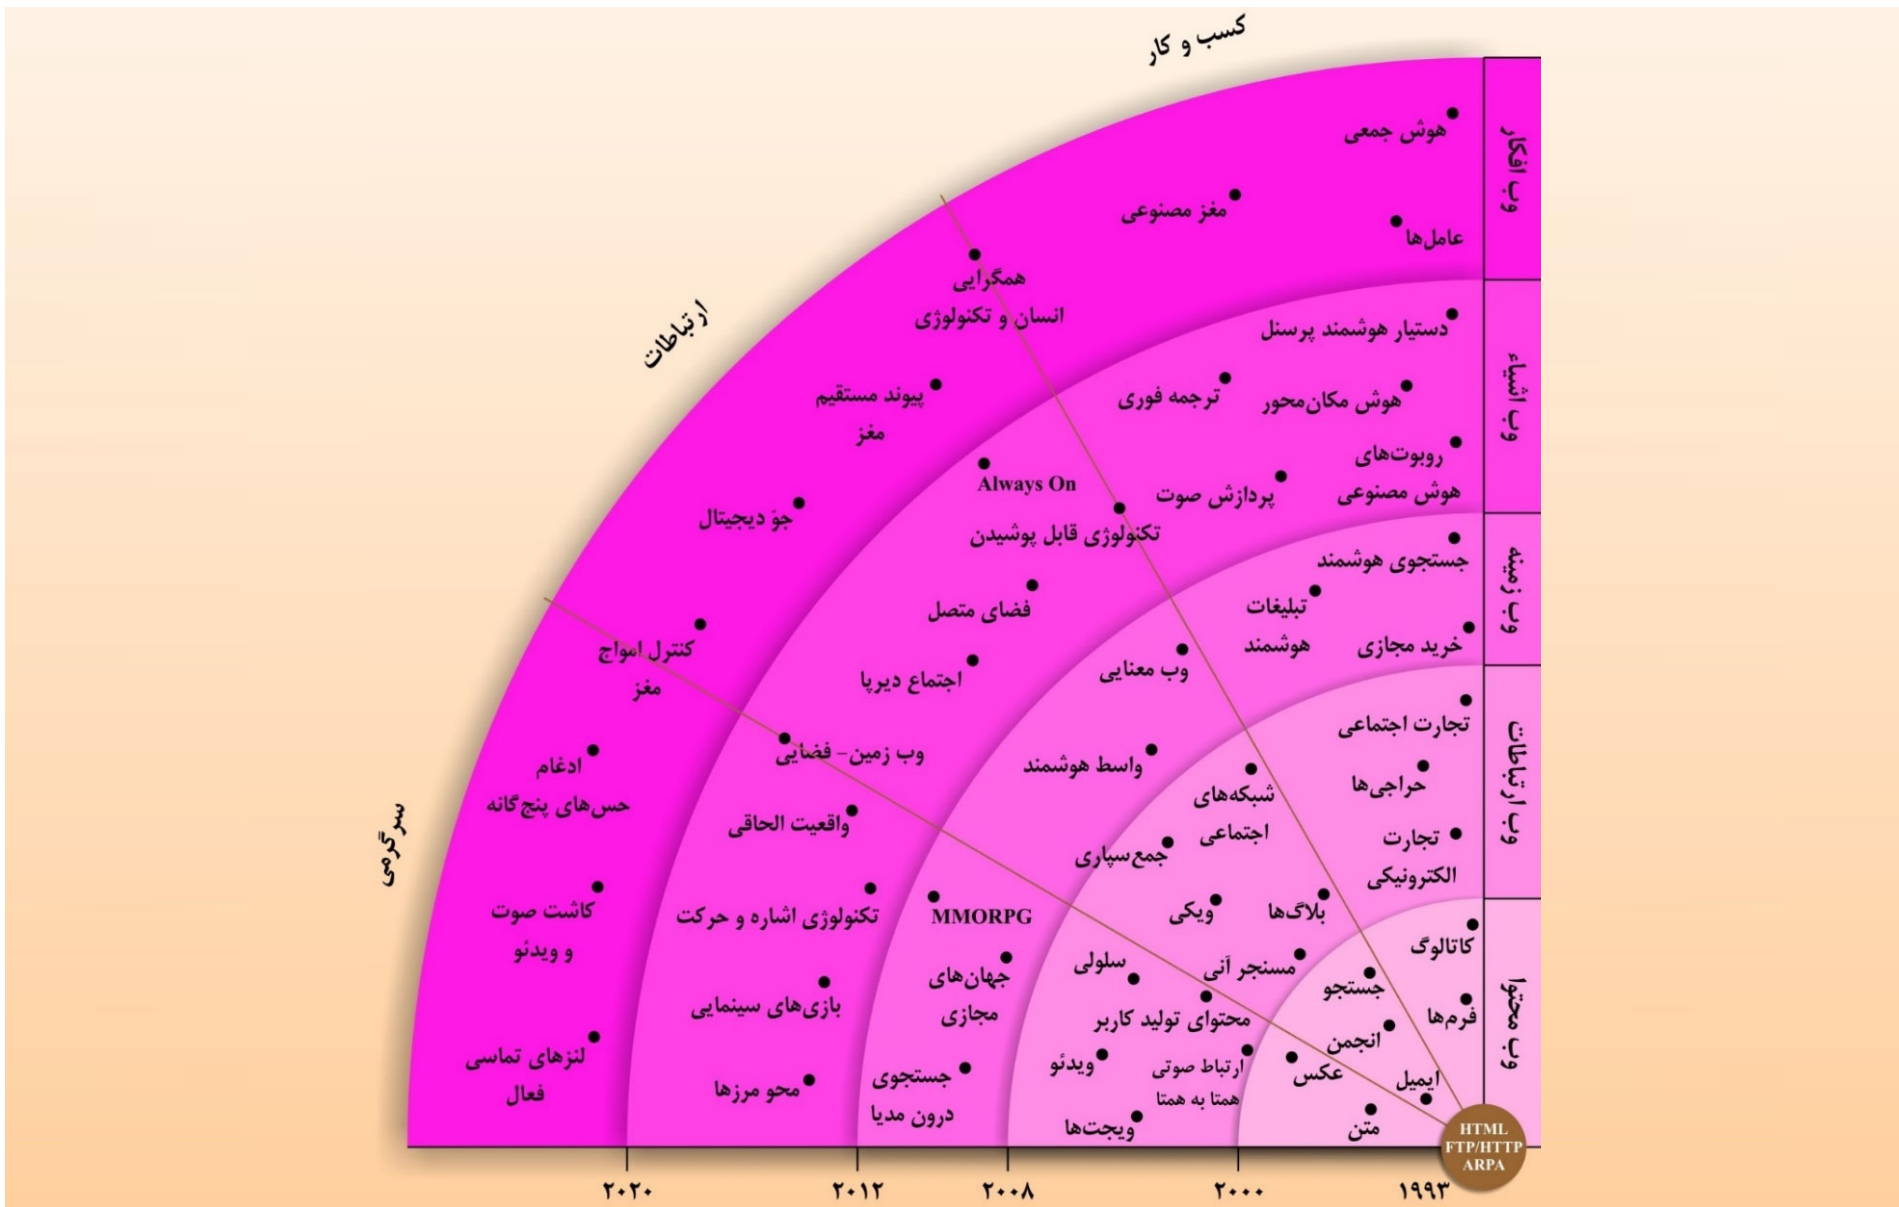 کسب و کار
ارتباطات
سرگرمی
وب افکار
هوش جمعی
مغز مصنوعی
عامل‌ها
همگرایی
انسان و تکنولوژی
پیوند مستقیم
مغز
جوّ دیجیتال
کنترل امواج
مغز
ادغام
حس‌های پنج‌گانه
کاشت صوت
و ویدئو
لنزهای تماسی
فعال
وب اشیاء
دستیار هوشمند پرسنل
هوش مکان‌محور
ترجمه فوری
روبوت‌های
هوش مصنوعی
پردازش صوت
Always On
تکنولوژی قابل پوشیدن
فضای متصل
اجتماع دیرپا
وب زمین- فضایی
واقعیت الحاقی
تکنولوژی اشاره و حرکت
بازی‌های سینمایی
محو مرزها
وب زمینه
جستجوی هوشمند
تبلیغات
هوشمند
خرید مجازی
وب معنایی
واسط هوشمند
MMORPG
جهان‌های
مجازی
جستجوی
درون مدیا
وب ارتباطات
تجارت اجتماعی
حراجی‌ها
تجارت
الکترونیکی
شبکه‌های
اجتماعی
جمع‌سپاری
ویکی
بلاگ‌ها
مسنجر آنی
سلولی
محتوای تولید کاربر
ویدئو
ارتباط صوتی
همتا به همتا
ویجت‌ها
وب محتوا
کاتالوگ
جستجو
فرم‌ها
انجمن
عکس
ایمیل
متن
HTML
FTP/HTTP
ARPA
۱۹۹۳
۲۰۰۰
۲۰۰۸
۲۰۱۲
۲۰۲۰